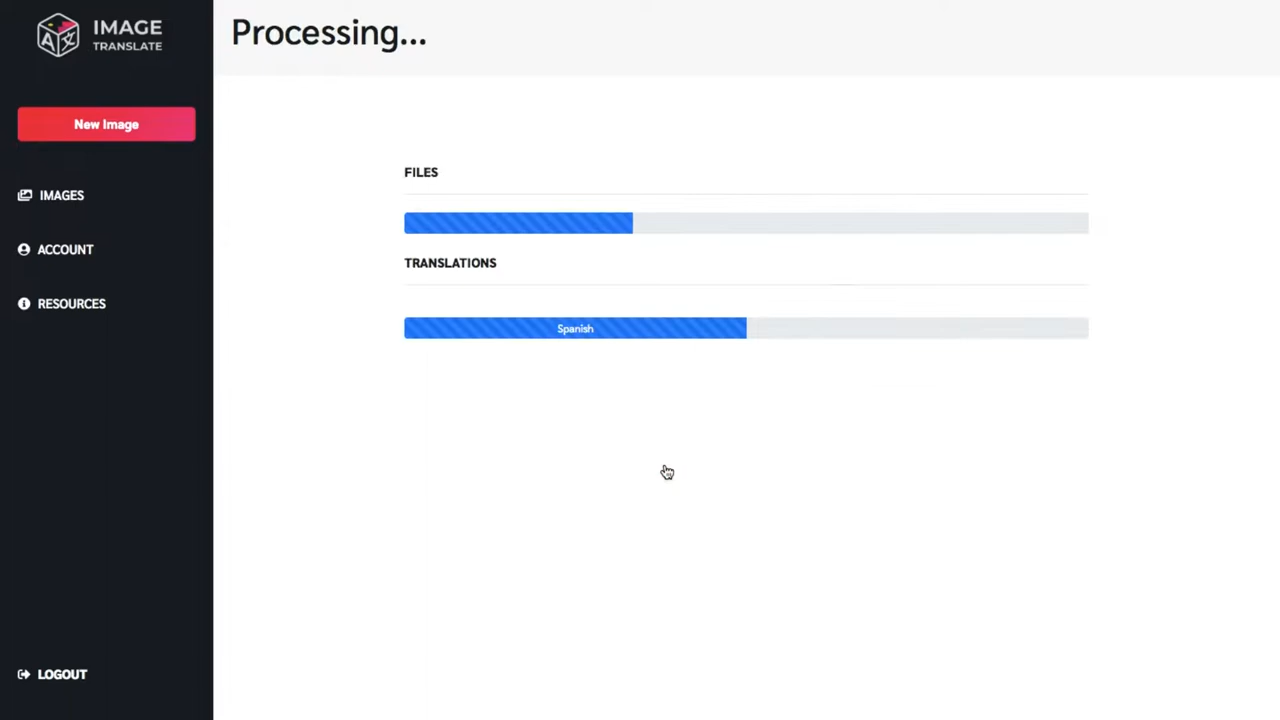 IMAGE
TRANSLATE
Processing...
New Image
IMAGES
ACCOUNT
RESOURCES
FILES
TRANSLATIONS
Spanish
LOGOUT